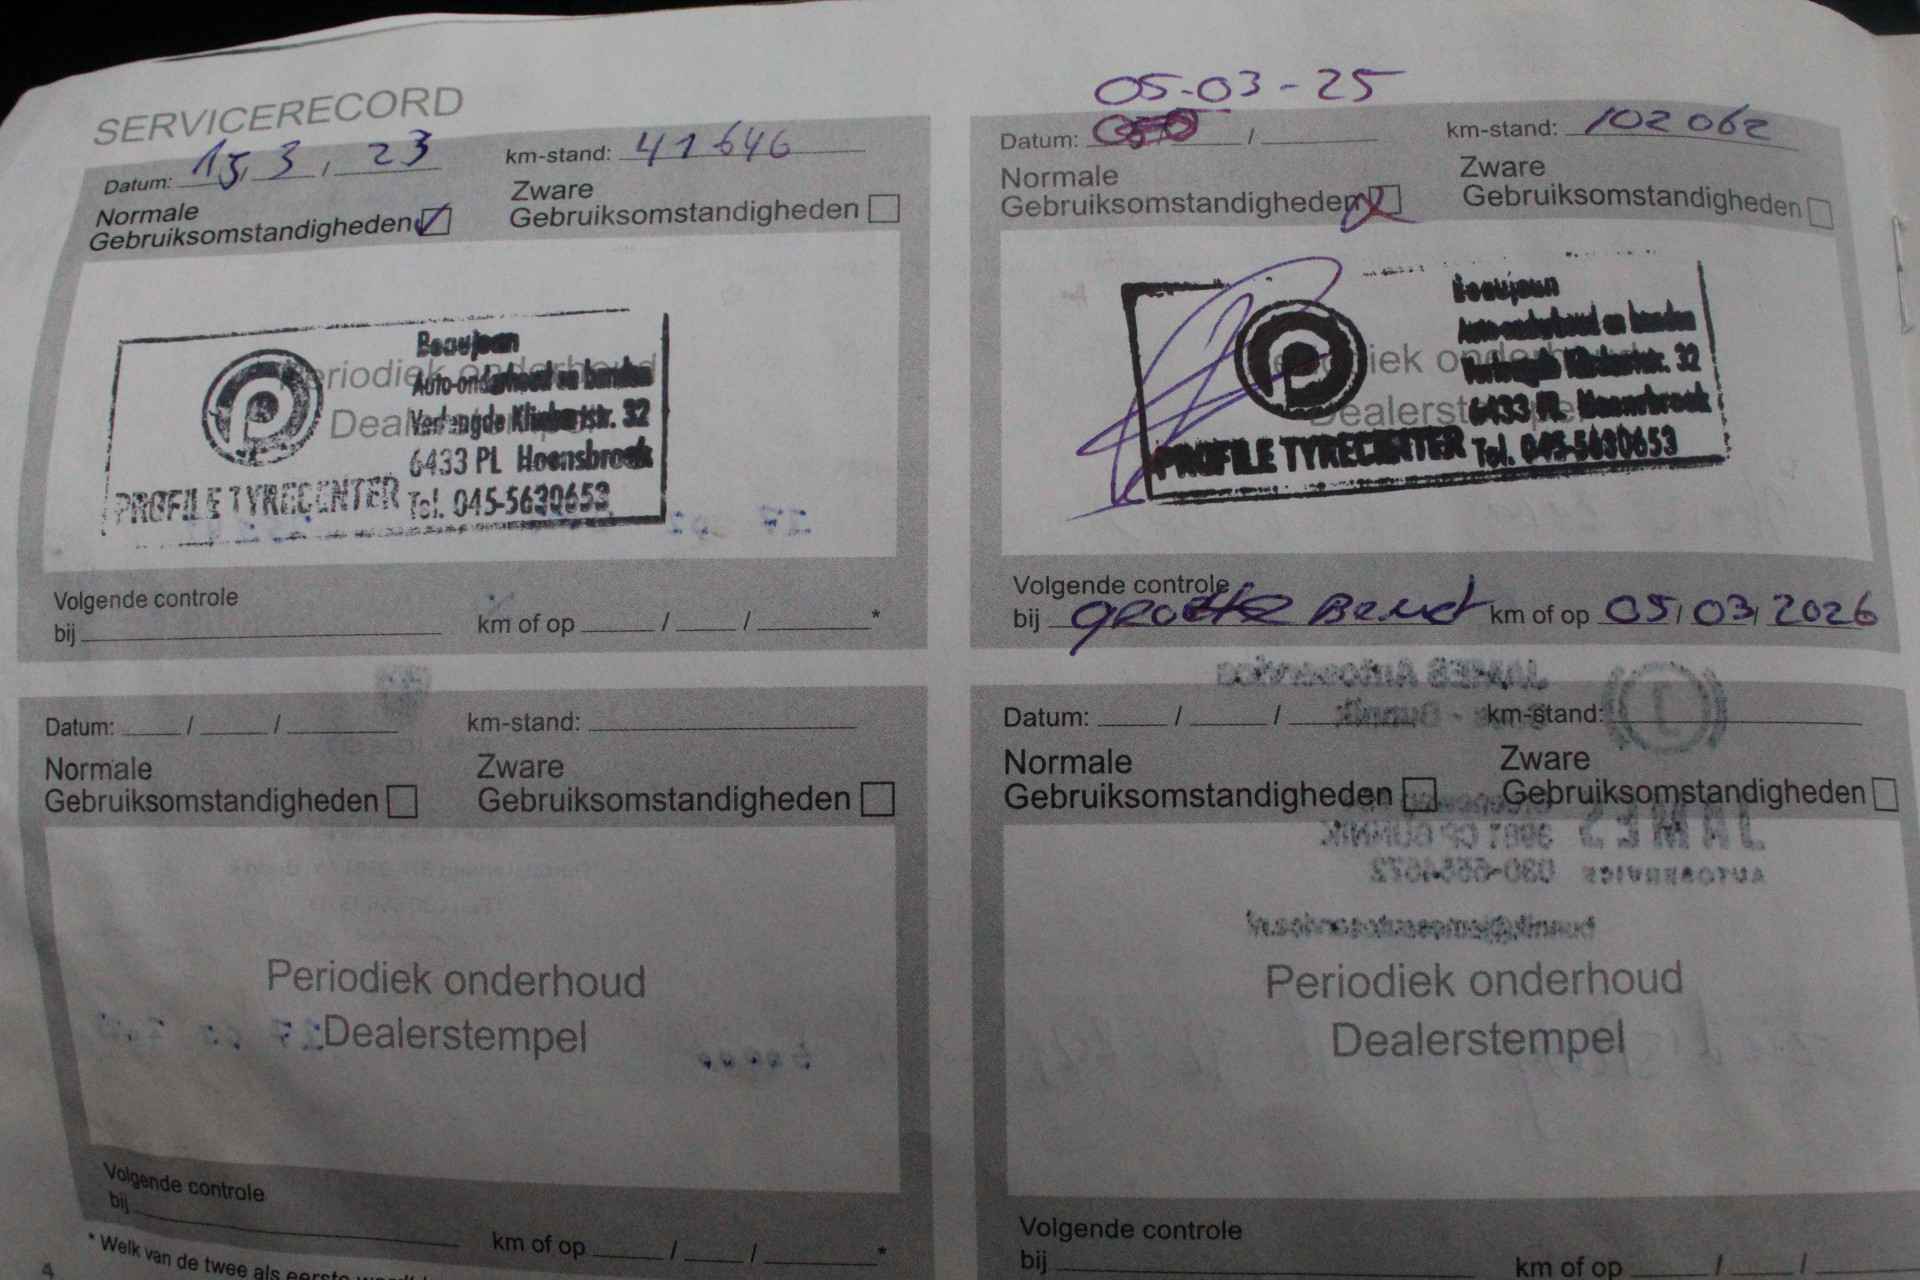 SERVICERECORD
Datum: 15 / 3 / 23 km-stand: 41646
Normale
Gebruiksomstandigheden
Zware
Gebruiksomstandigheden
Periodiek onderhoud
Dealerstempel
Beaujean
Auto-onderhoud en banden
Verlengde Klinkertstr. 32
6433 PL Hoensbroek
PROFILE TYRECENTER Tel. 045-5630653
Volgende controle
bij km of op / / *
05-03-25
Datum: / km-stand: 102062
Normale
Gebruiksomstandigheden
Zware
Gebruiksomstandigheden
Periodiek onderhoud
Dealerstempel
Beaujean
Auto-onderhoud en banden
Verlengde Klinkertstr. 32
6433 PL Hoensbroek
PROFILE TYRECENTER Tel. 045-5630653
Volgende controle
bij grootte Beurt km of op 05/03/2026
Datum: / / km-stand:
Normale
Gebruiksomstandigheden
Zware
Gebruiksomstandigheden
Periodiek onderhoud
Dealerstempel
Volgende controle
bij km of op / / *
Datum: / / km-stand:
Normale
Gebruiksomstandigheden
Zware
Gebruiksomstandigheden
Periodiek onderhoud
Dealerstempel
Volgende controle
bij km of op / /
* Welk van de twee als eerste
4